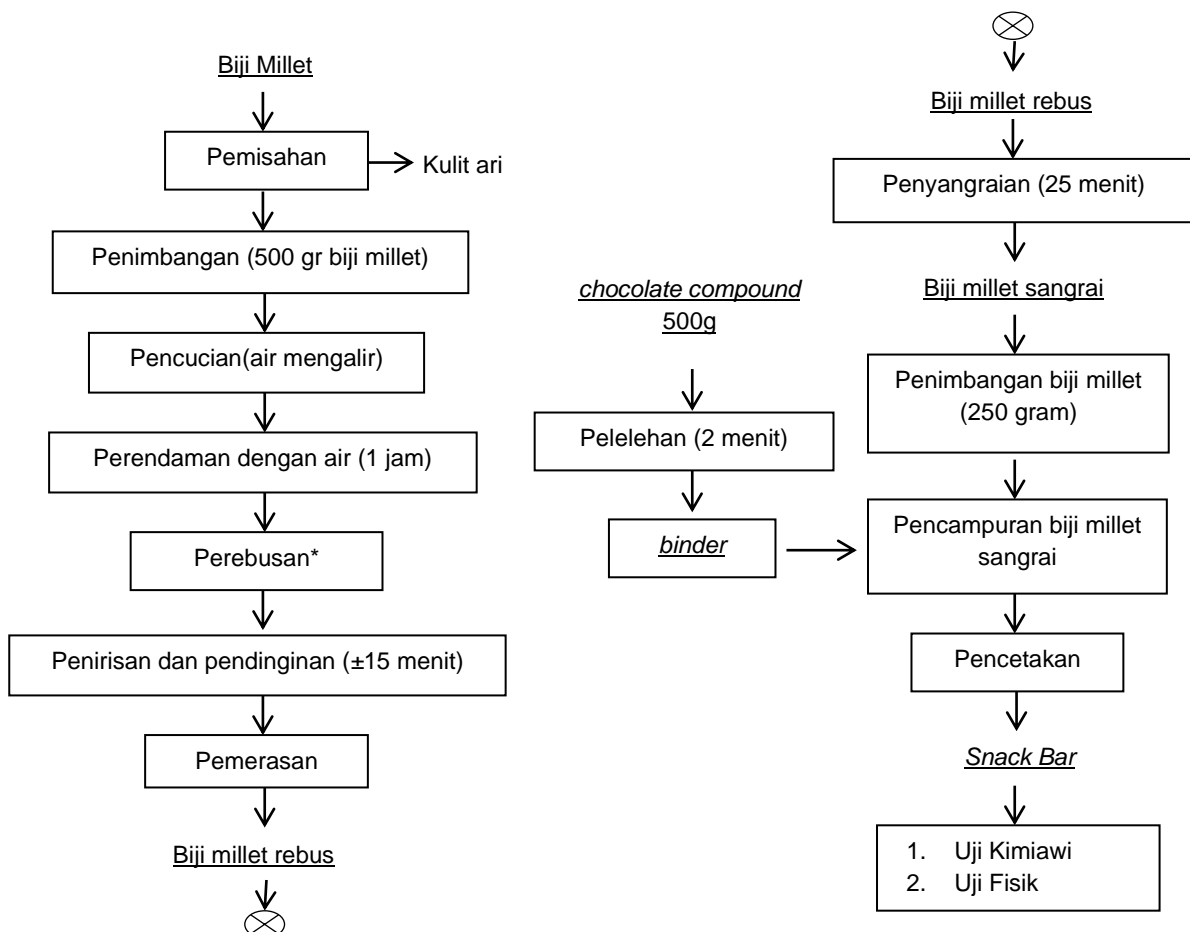 Biji Millet
Pemisahan
Kulit ari
Penimbangan (500 gr biji millet)
Pencucian(air mengalir)
Perendaman dengan air (1 jam)
Perebusan*
Penirisan dan pendinginan (±15 menit)
Pemerasan
Biji millet rebus
Biji millet rebus
Penyangraian (25 menit)
Biji millet sangrai
Penimbangan biji millet
(250 gram)
chocolate compound
500g
Pelelehan (2 menit)
binder
Pencampuran biji millet
sangrai
Pencetakan
Snack Bar
1. Uji Kimiawi
2. Uji Fisik